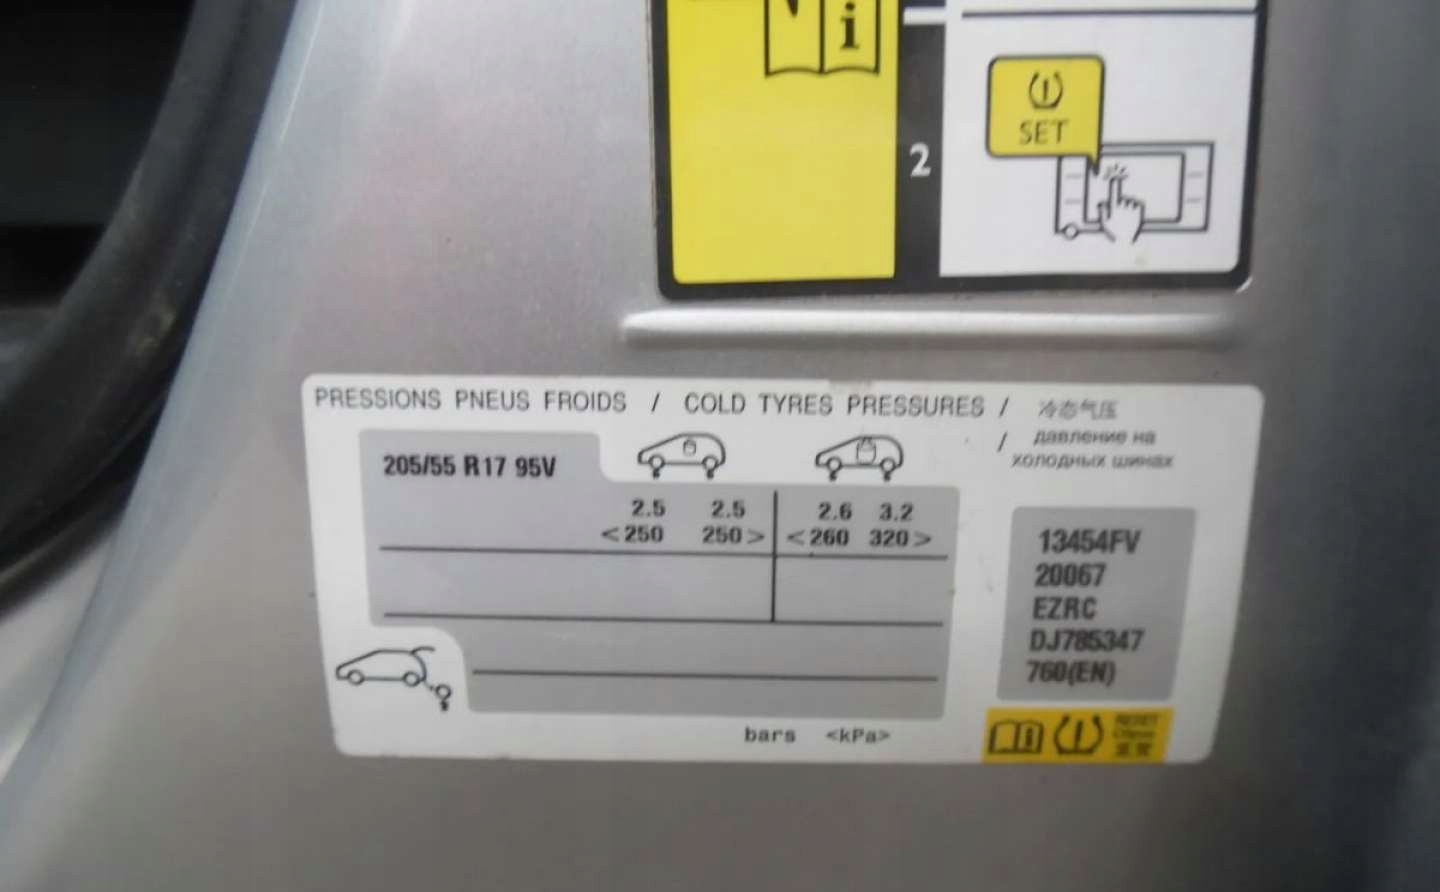 i
SET
2
PRESSIONS PNEUS FROIDS / COLD TYRES PRESSURES / 冷态气压
/ давление на
холодных шинах
205/55 R17 95V
2.5 2.5 2.6 3.2
<250 250> <260 320>
13454FV
20067
EZRC
DJ785347
760(EN)
bars <kPa>
i
RESET